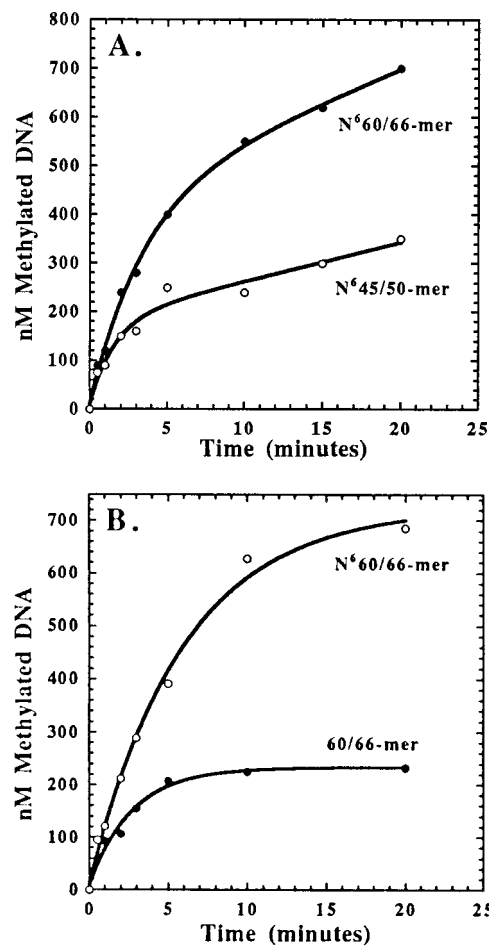 A.
800
700
600
500
400
300
200
100
0
nM Methylated DNA
N⁶60/66-mer
N⁶45/50-mer
0 5 10 15 20 25
Time (minutes)
B.
700
600
500
400
300
200
100
0
nM Methylated DNA
N⁶60/66-mer
60/66-mer
0 5 10 15 20 25
Time (minutes)